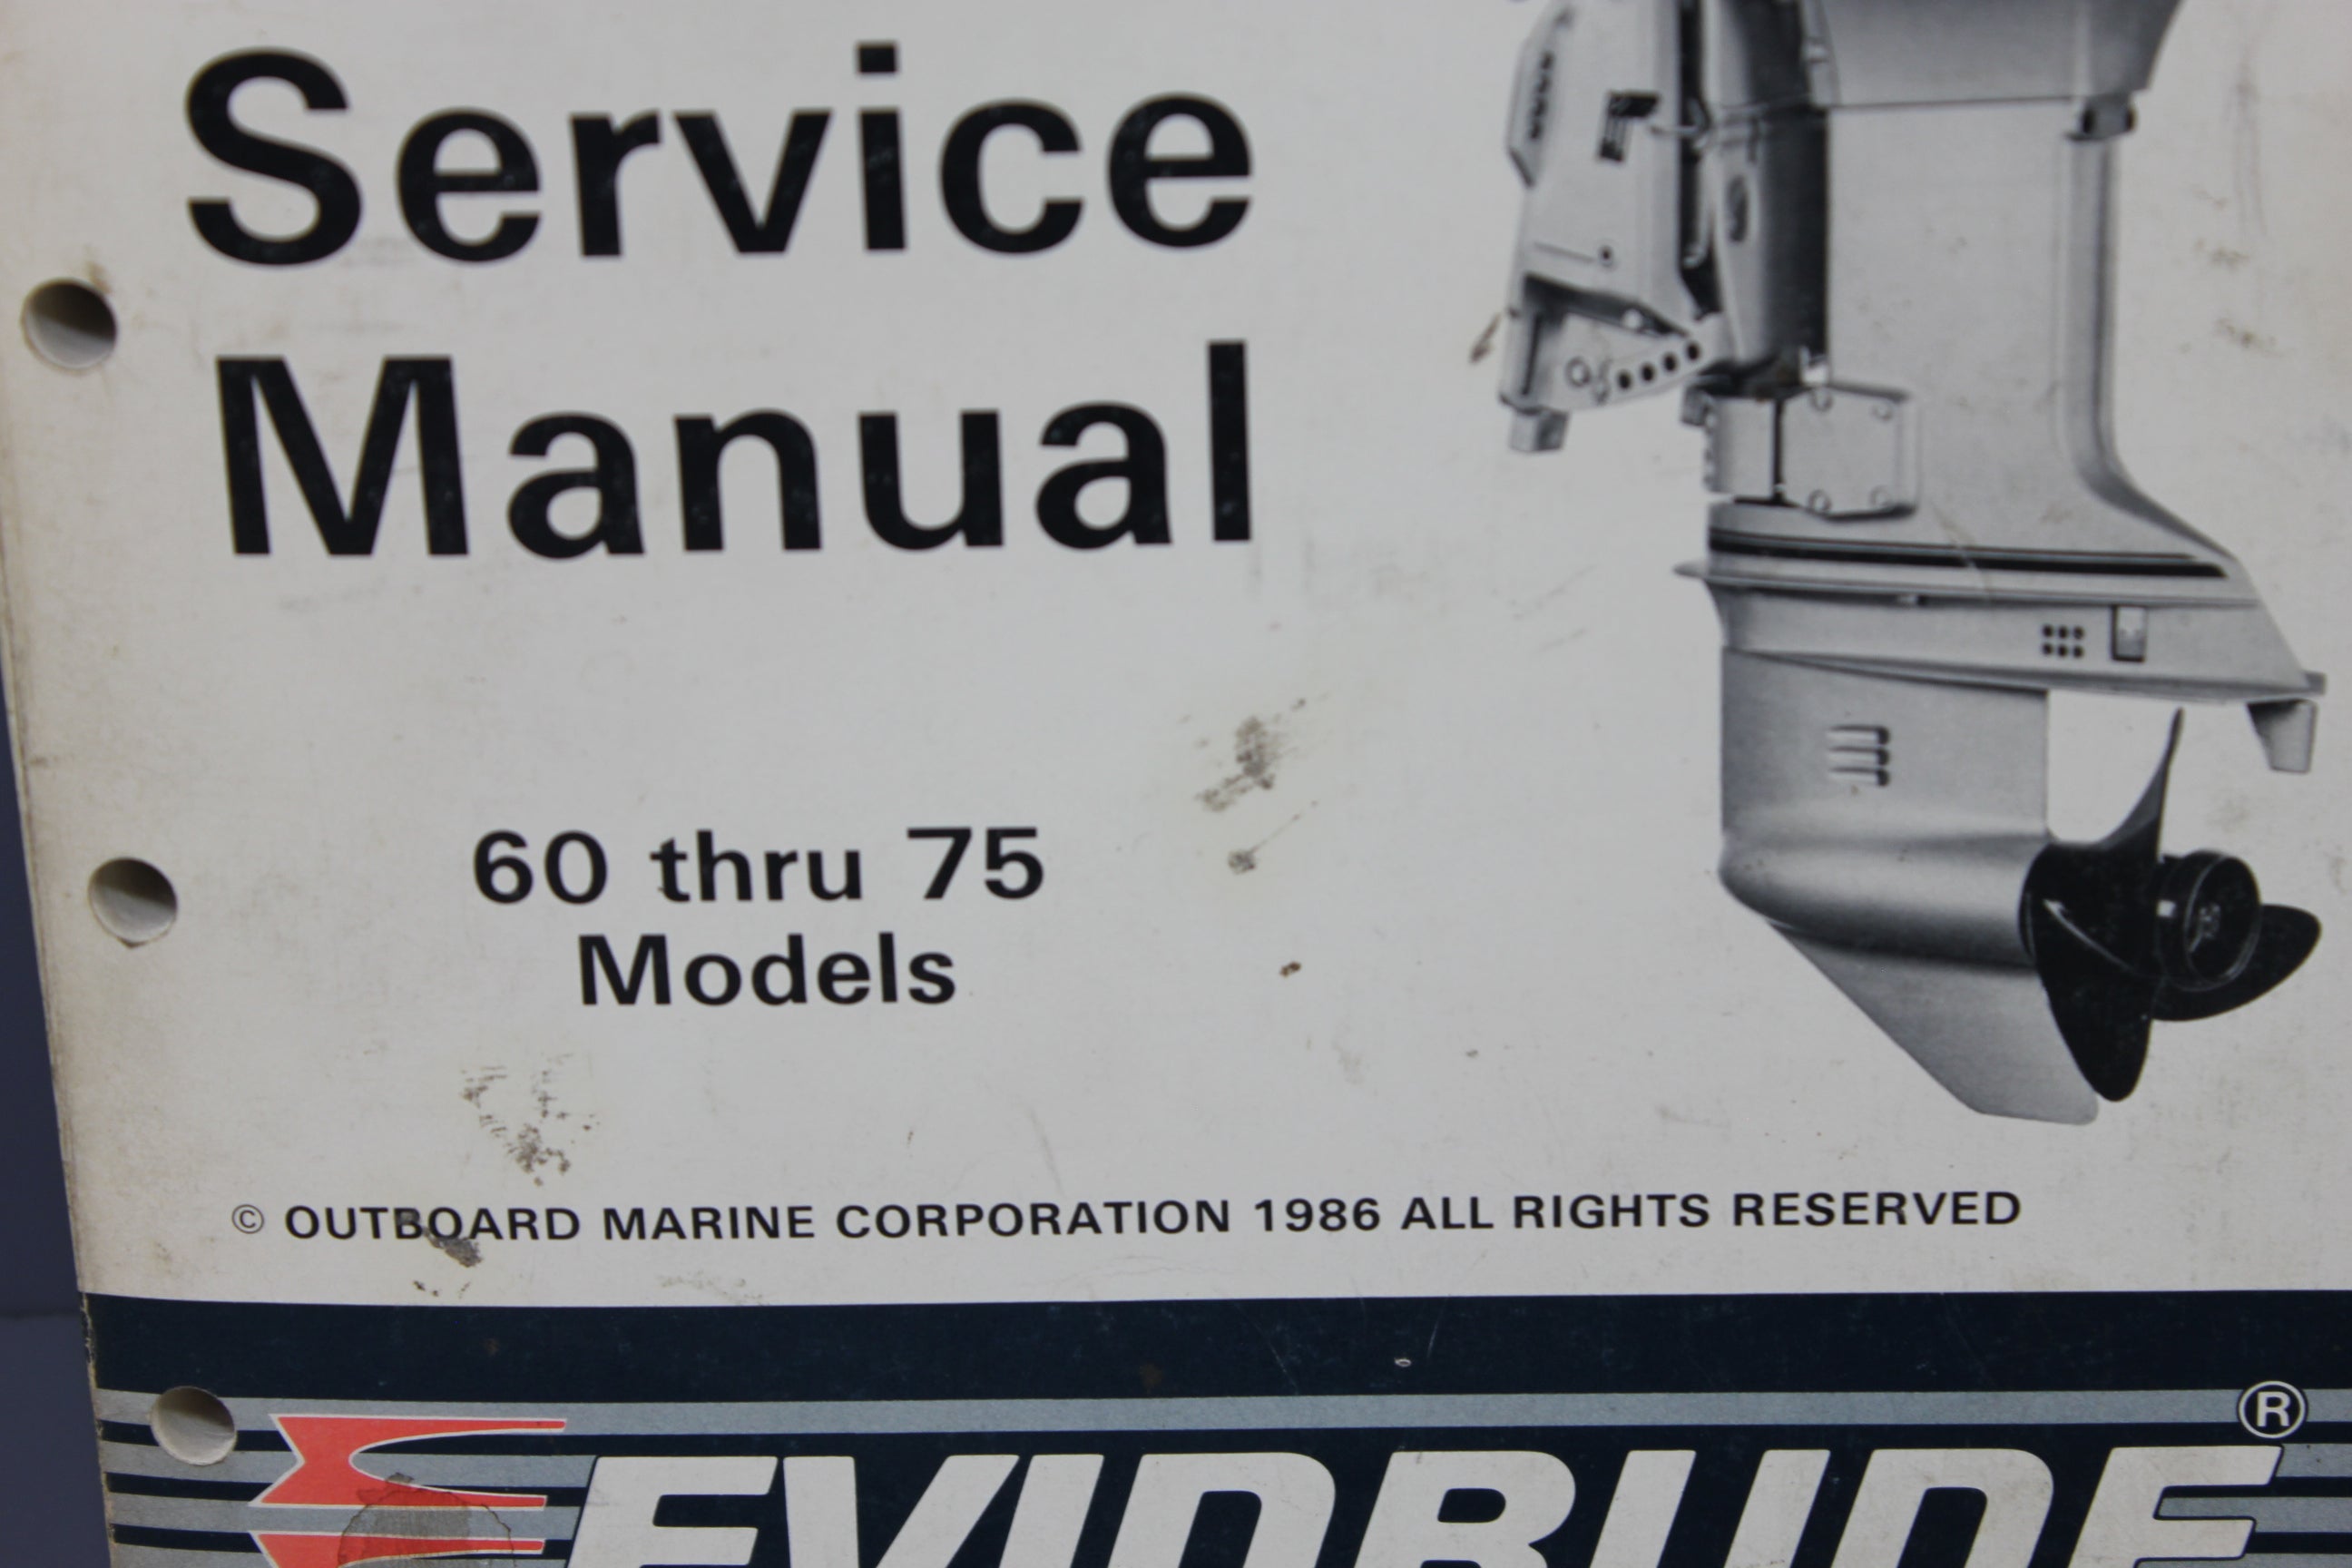 Service
Manual
60 thru 75
Models
© OUTBOARD MARINE CORPORATION 1986 ALL RIGHTS RESERVED
EVINRUDE®